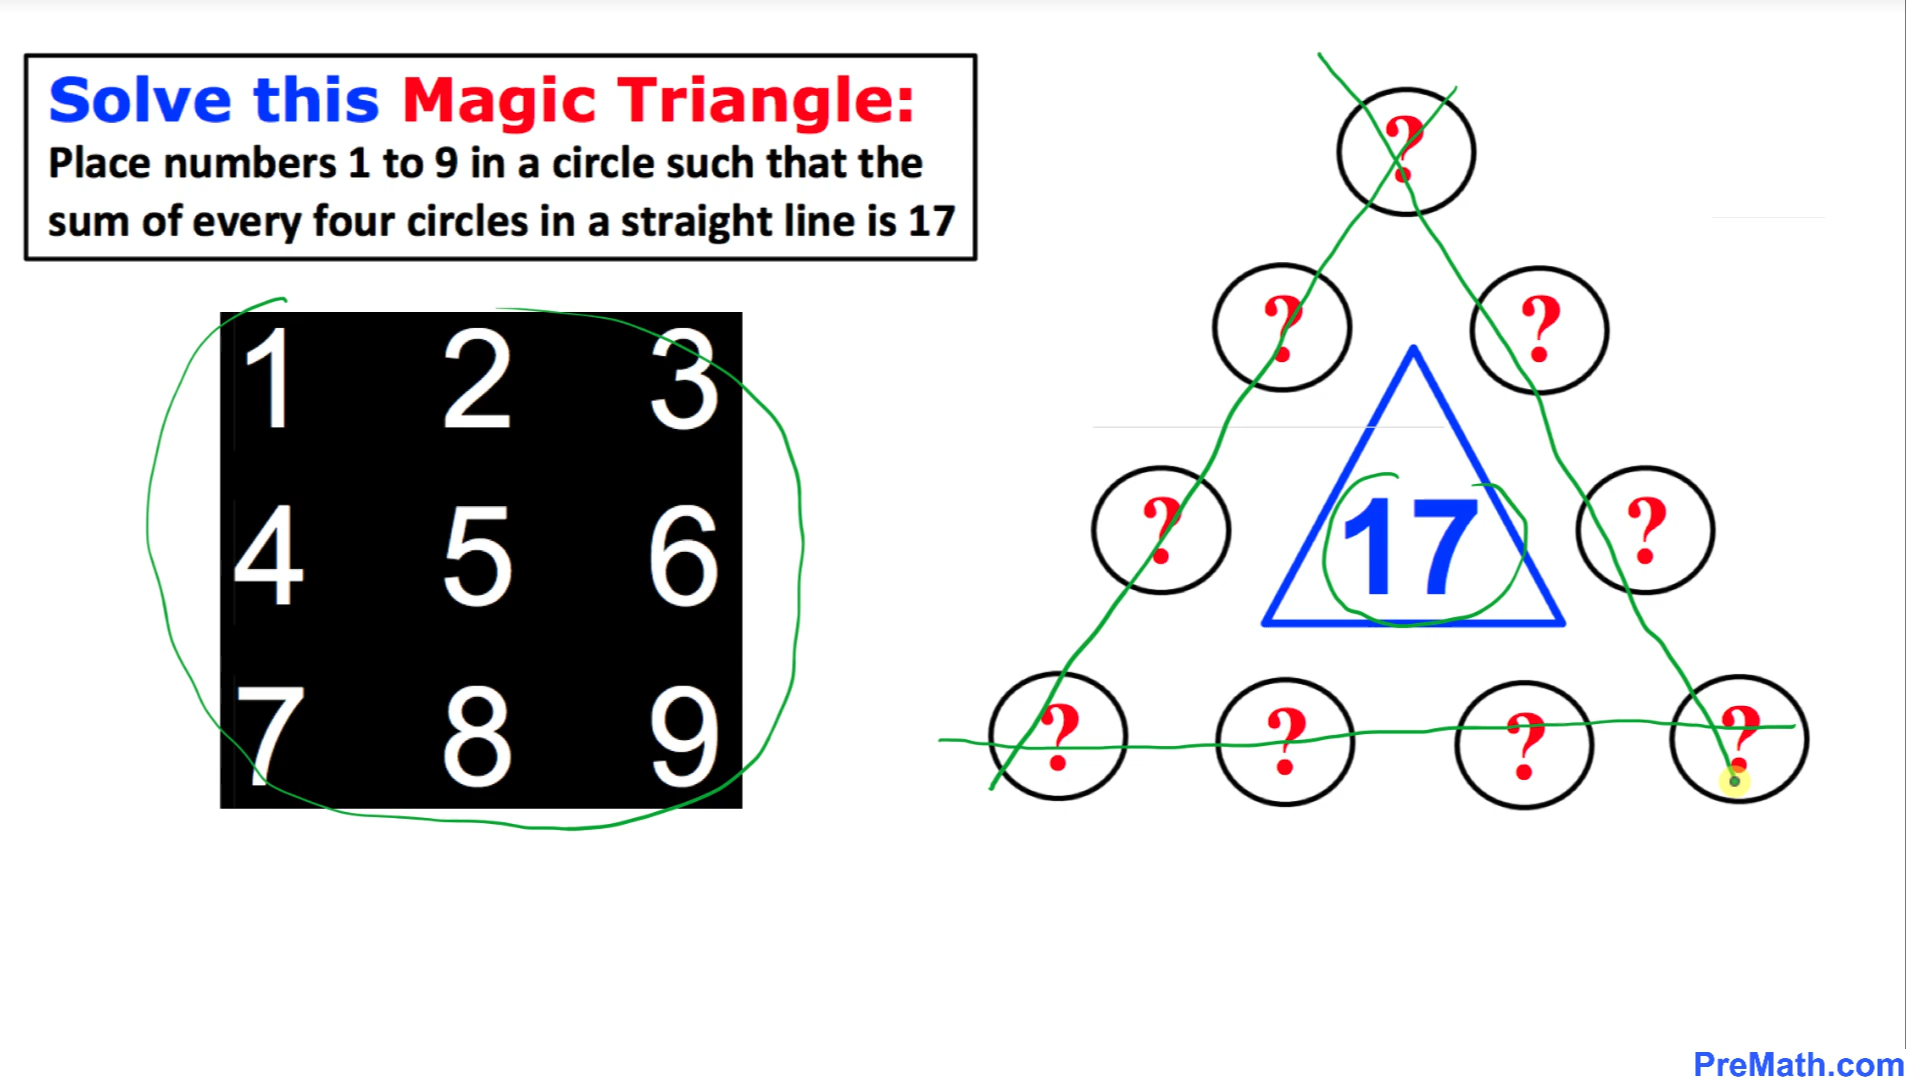 Solve this Magic Triangle:
Place numbers 1 to 9 in a circle such that the
sum of every four circles in a straight line is 17
1 2 3
4 5 6
7 8 9
?
? ?
? 17 ?
? ? ? ?
PreMath.com